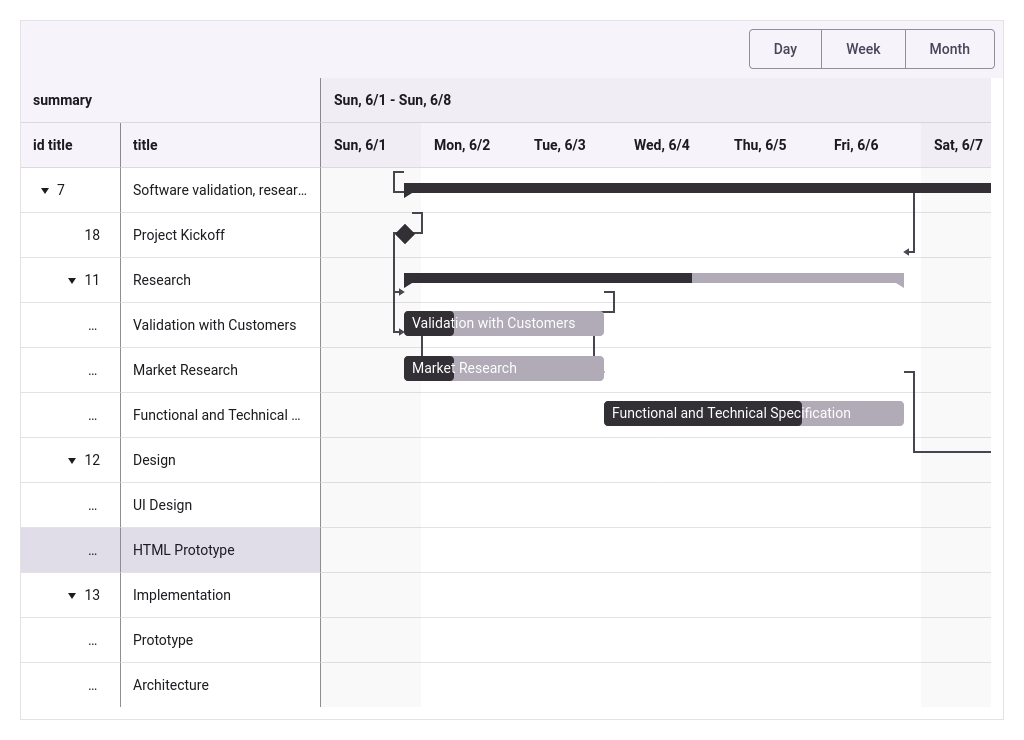 Day Week Month
summary Sun, 6/1 - Sun, 6/8
id title title Sun, 6/1 Mon, 6/2 Tue, 6/3 Wed, 6/4 Thu, 6/5 Fri, 6/6 Sat, 6/7
7 Software validation, resear…
18 Project Kickoff
11 Research
… Validation with Customers Validation with Customers
… Market Research Market Research
… Functional and Technical … Functional and Technical Specification
12 Design
… UI Design
… HTML Prototype
13 Implementation
… Prototype
… Architecture